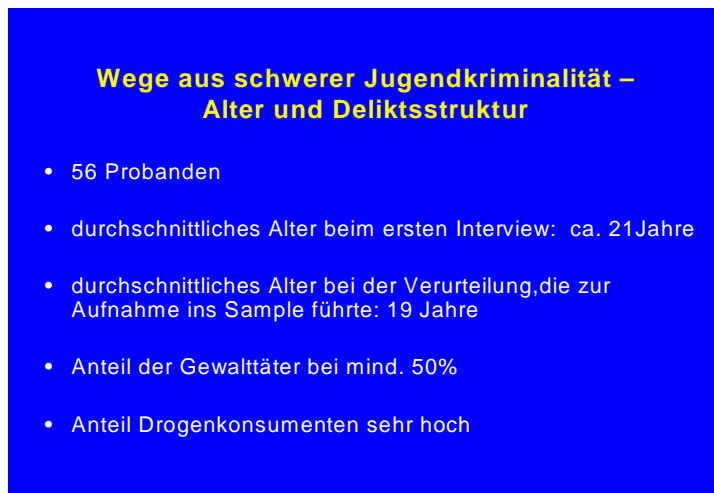 Wege aus schwerer Jugendkriminalität –
Alter und Deliktsstruktur
• 56 Probanden
• durchschnittliches Alter beim ersten Interview: ca. 21Jahre
• durchschnittliches Alter bei der Verurteilung,die zur
Aufnahme ins Sample führte: 19 Jahre
• Anteil der Gewalttäter bei mind. 50%
• Anteil Drogenkonsumenten sehr hoch